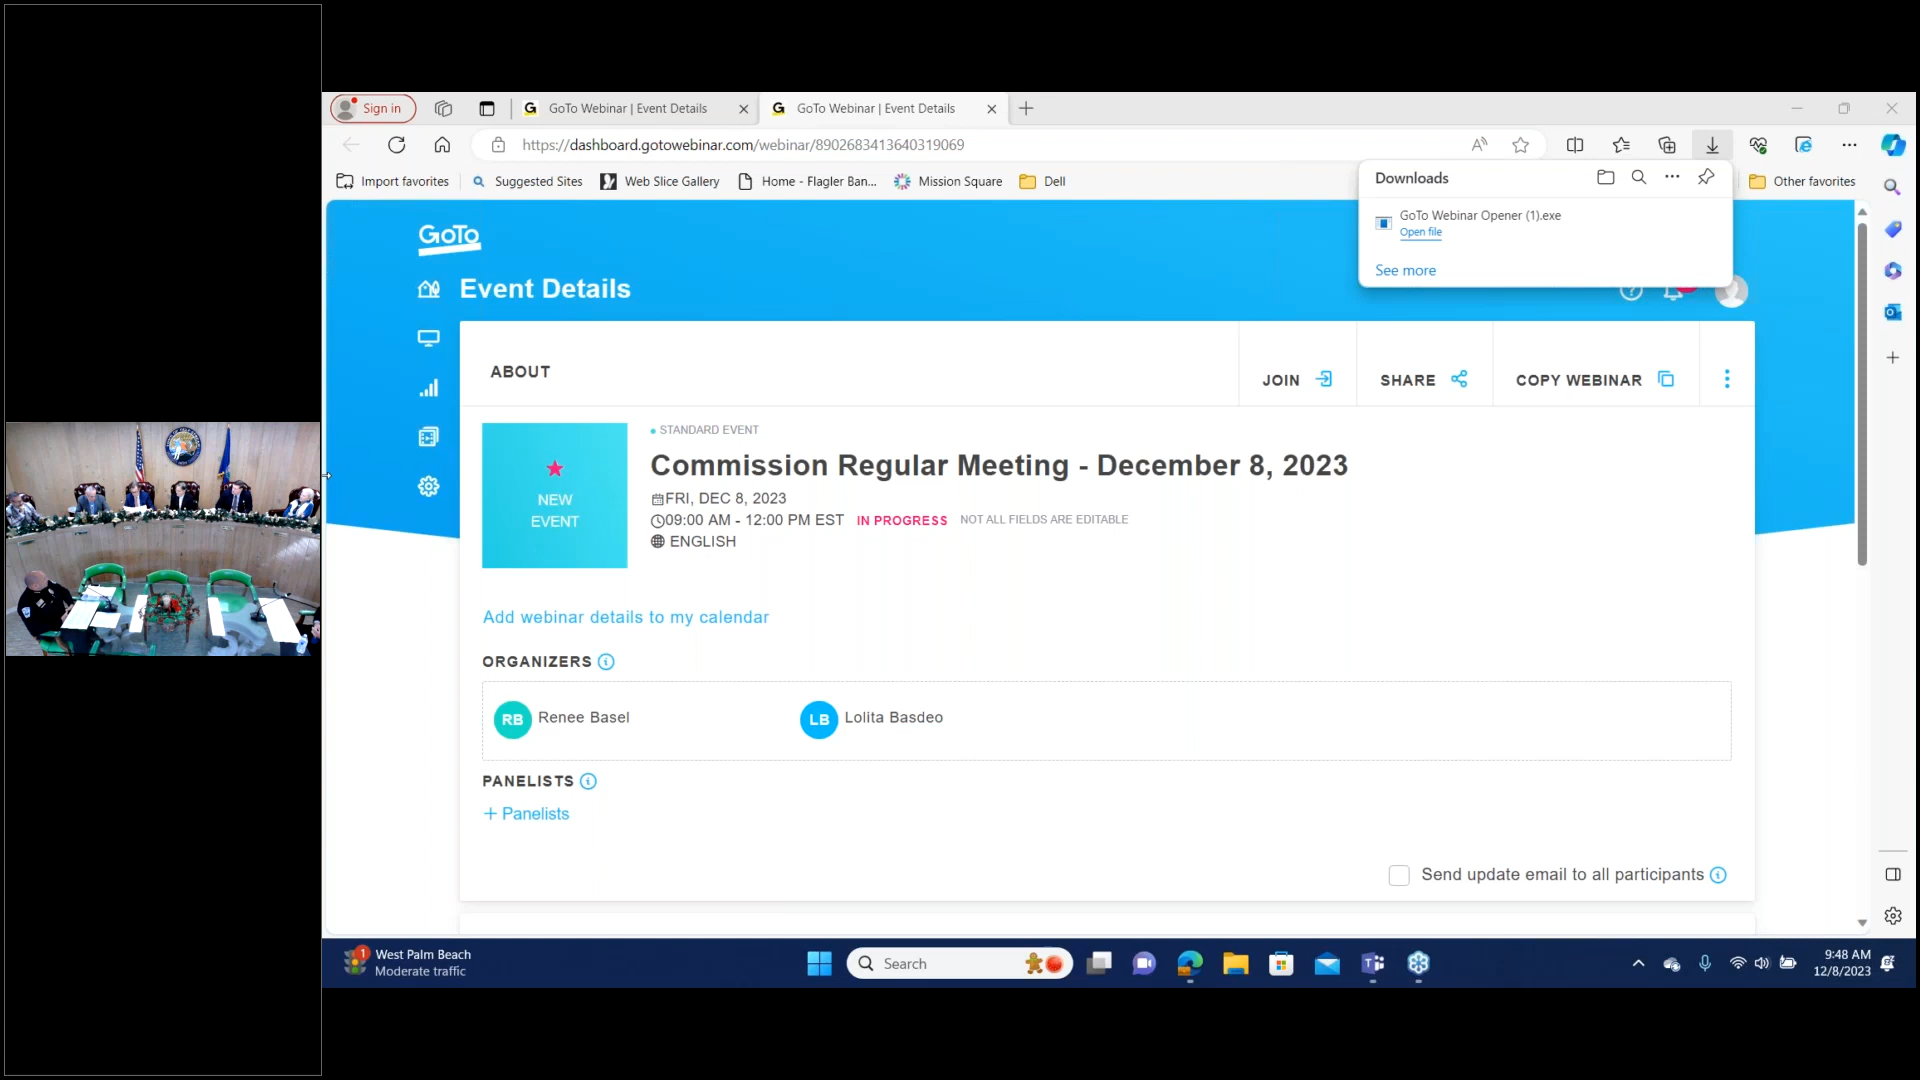 Sign in
GoTo Webinar | Event Details
GoTo Webinar | Event Details
https://dashboard.gotowebinar.com/webinar/8902683413640319069
Import favorites
Suggested Sites
Web Slice Gallery
Home - Flagler Ban...
Mission Square
Dell
Other favorites
Downloads
GoTo Webinar Opener (1).exe
Open file
See more
GoTo
Event Details
ABOUT
JOIN
SHARE
COPY WEBINAR
NEW
EVENT
STANDARD EVENT
Commission Regular Meeting - December 8, 2023
FRI, DEC 8, 2023
09:00 AM - 12:00 PM EST IN PROGRESS NOT ALL FIELDS ARE EDITABLE
ENGLISH
Add webinar details to my calendar
ORGANIZERS
RB Renee Basel
LB Lolita Basdeo
PANELISTS
+ Panelists
Send update email to all participants
1
West Palm Beach
Moderate traffic
Search
9:48 AM
12/8/2023